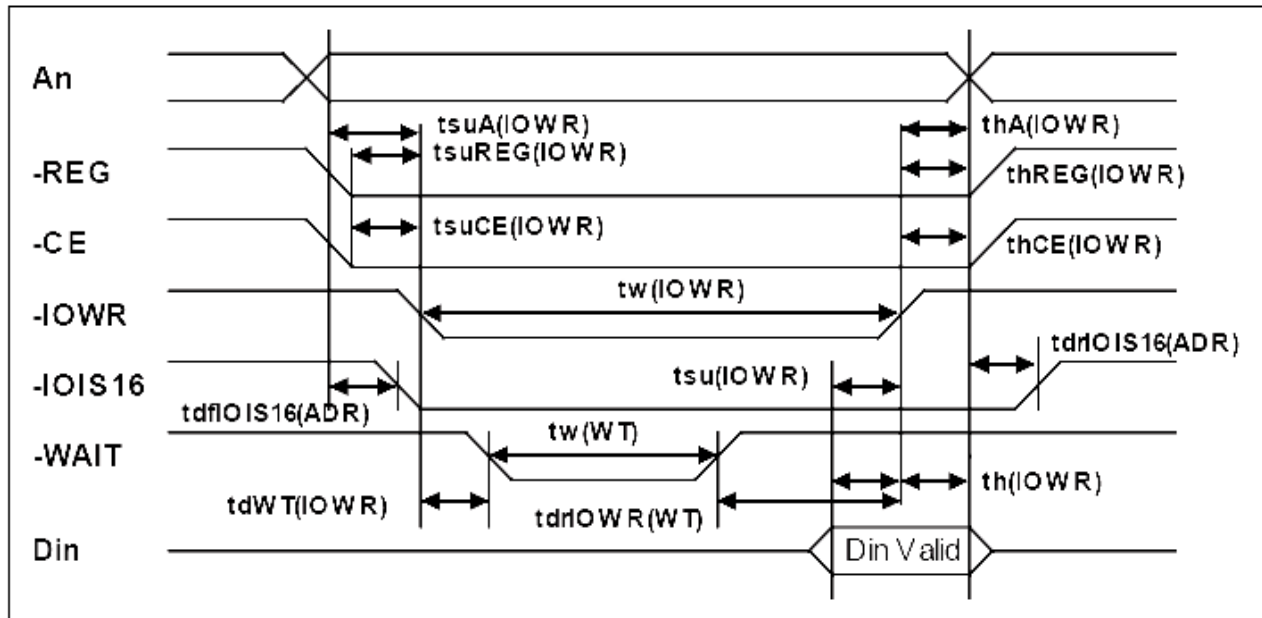 An
tsuA(IOWR)
thA(IOWR)
tsuREG(IOWR)
-REG
thREG(IOWR)
tsuCE(IOWR)
-CE
thCE(IOWR)
tw(IOWR)
-IOWR
tdrIOIS16(ADR)
-IOIS16
tsu(IOWR)
tdfIOIS16(ADR)
tw(WT)
-WAIT
th(IOWR)
tdWT(IOWR)
tdrIOWR(WT)
Din
Din Valid